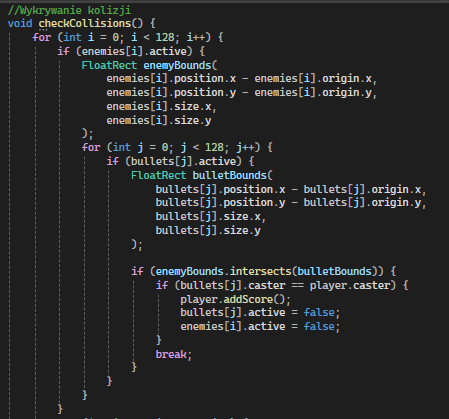 //Wykrywanie kolizji
void checkCollisions() {
for (int i = 0; i < 128; i++) {
if (enemies[i].active) {
FloatRect enemyBounds(
enemies[i].position.x - enemies[i].origin.x,
enemies[i].position.y - enemies[i].origin.y,
enemies[i].size.x,
enemies[i].size.y
);
for (int j = 0; j < 128; j++) {
if (bullets[j].active) {
FloatRect bulletBounds(
bullets[j].position.x - bullets[j].origin.x,
bullets[j].position.y - bullets[j].origin.y,
bullets[j].size.x,
bullets[j].size.y
);
if (enemyBounds.intersects(bulletBounds)) {
if (bullets[j].caster == player.caster) {
player.addScore();
bullets[j].active = false;
enemies[i].active = false;
}
break;
}
}
}
}